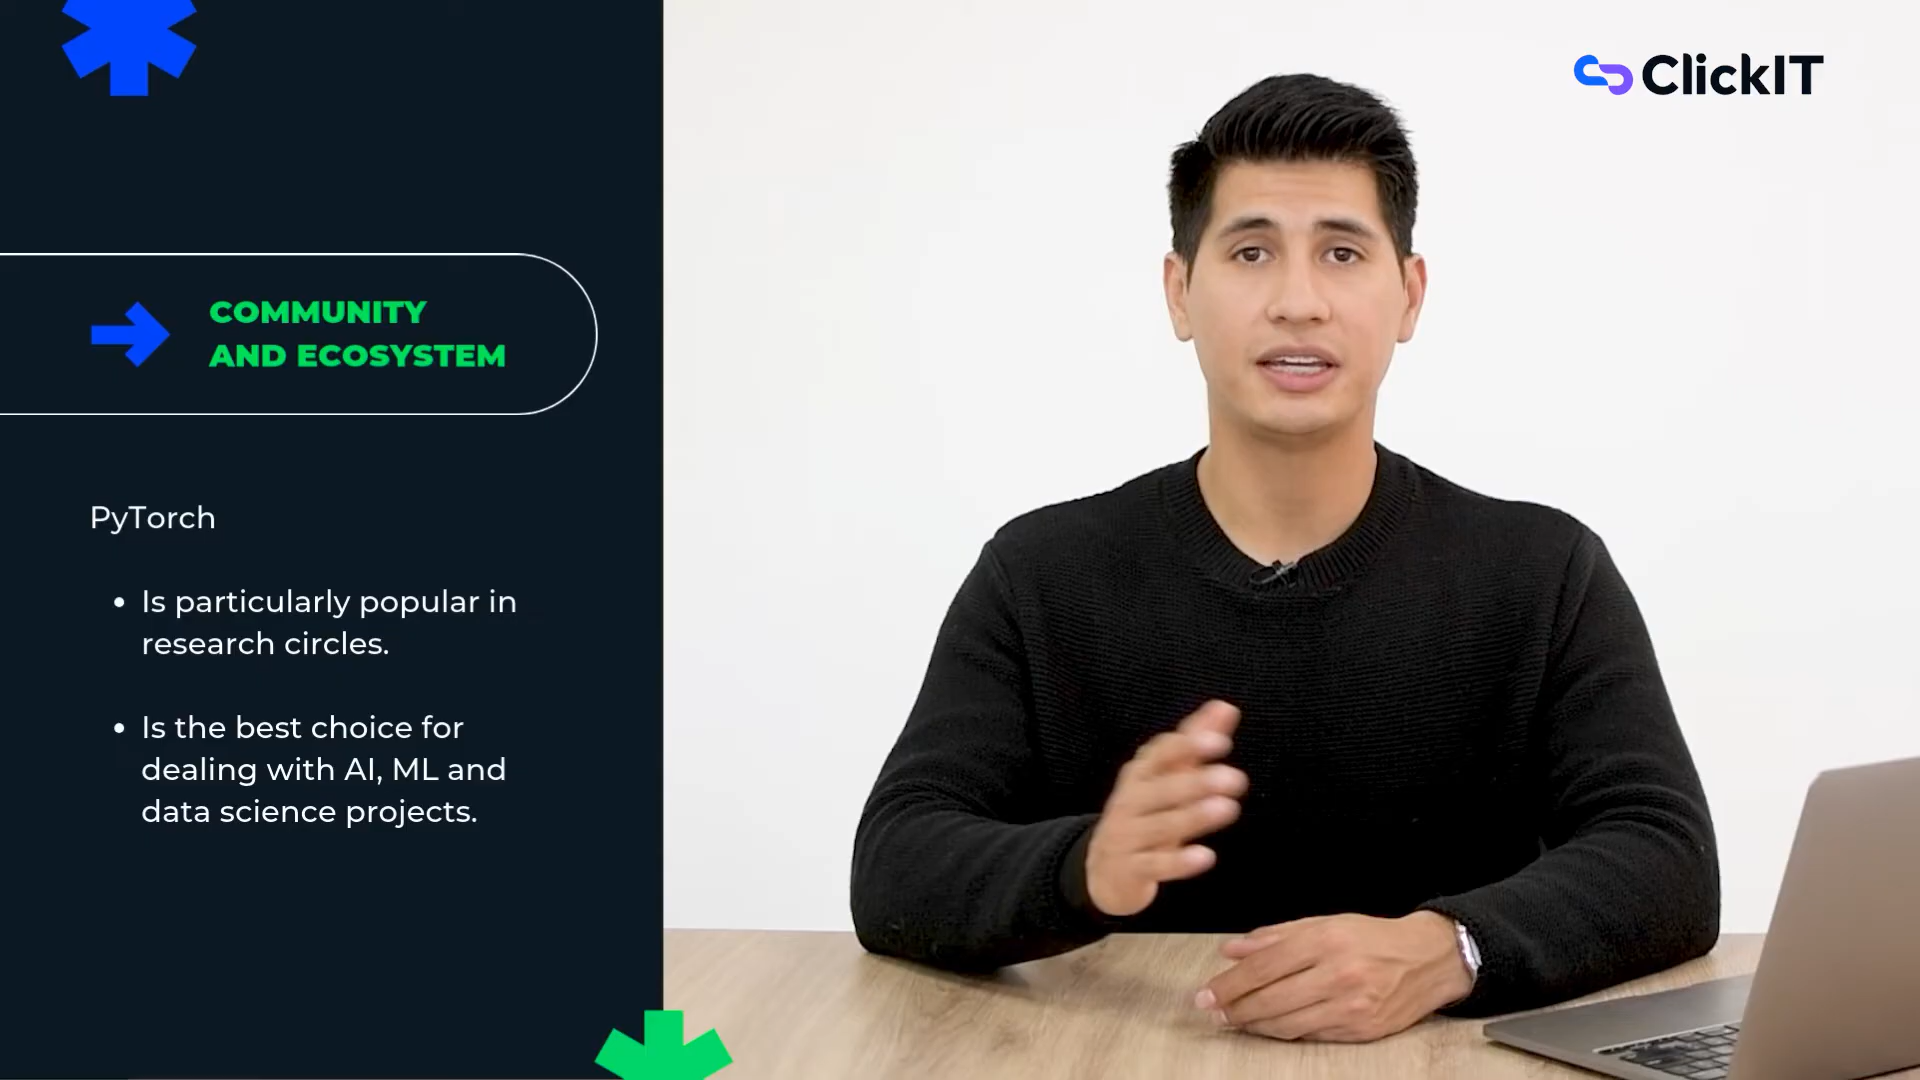 ClickIT
COMMUNITY
AND ECOSYSTEM
PyTorch
• Is particularly popular in
research circles.
• Is the best choice for
dealing with AI, ML and
data science projects.